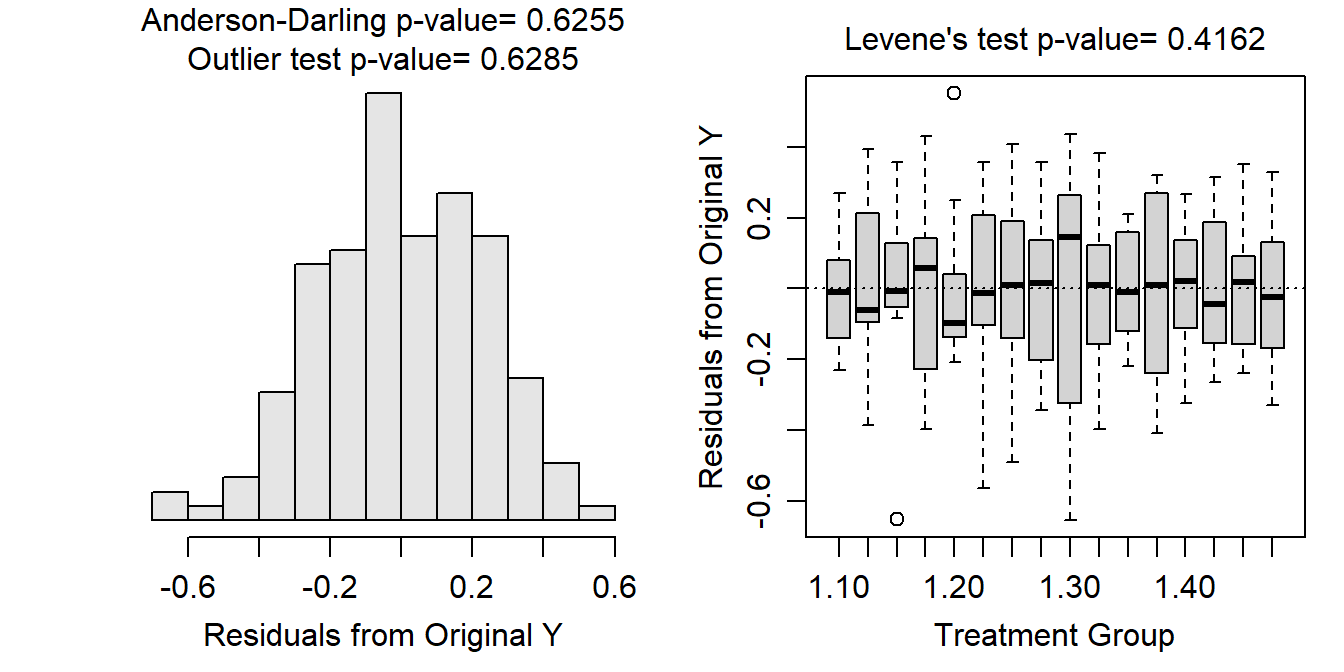 Anderson-Darling p-value= 0.6255
Outlier test p-value= 0.6285
-0.6 -0.2 0.2 0.6
Residuals from Original Y
Levene's test p-value= 0.4162
Residuals from Original Y
-0.6 -0.2 0.2
1.10 1.20 1.30 1.40
Treatment Group